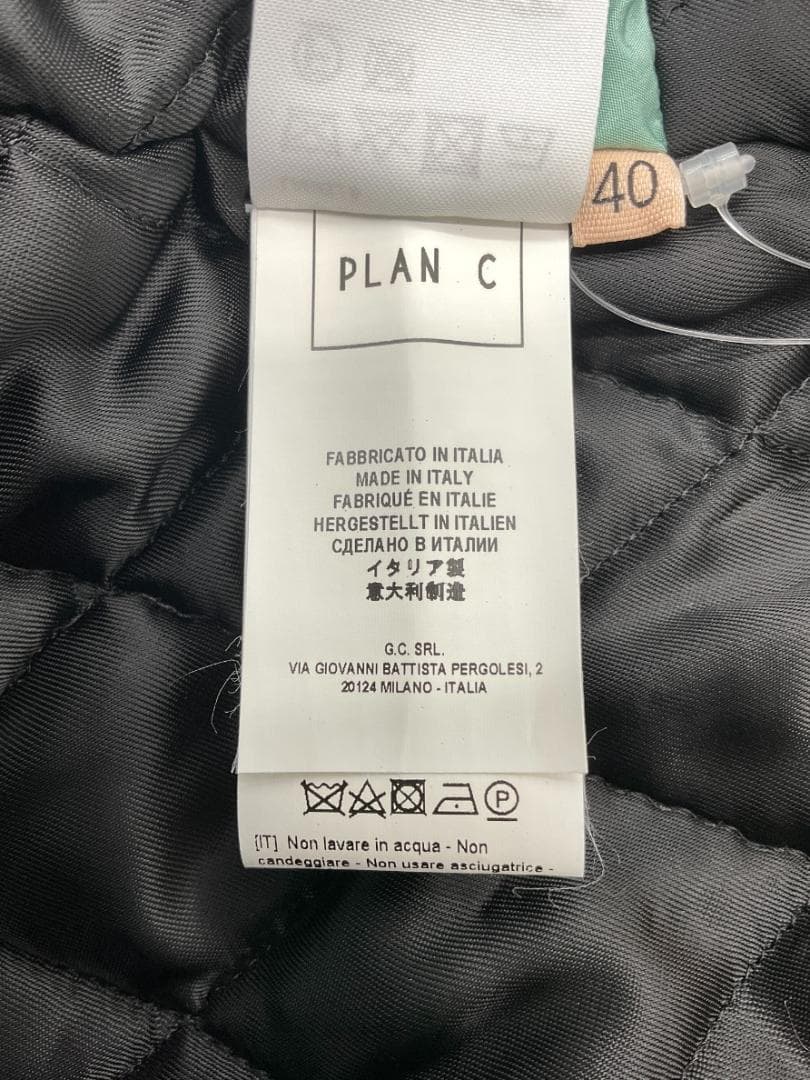 40
PLAN C
FABBRICATO IN ITALIA
MADE IN ITALY
FABRIQUÉ EN ITALIE
HERGESTELLT IN ITALIEN
СДЕЛАНО В ИТАЛИИ
イタリア製
意大利制造
G.C. SRL.
VIA GIOVANNI BATTISTA PERGOLESI, 2
20124 MILANO - ITALIA
P
[IT] Non lavare in acqua - Non
candeggiare - Non usare asciugatrice -